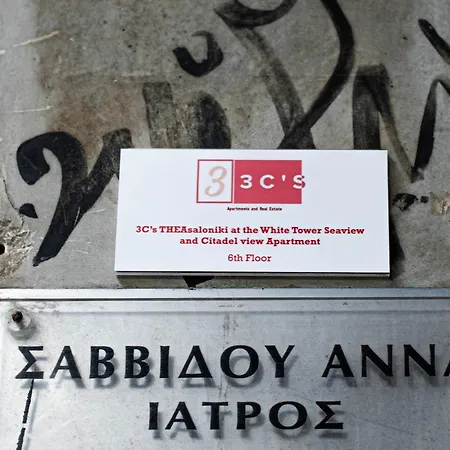 3 3C'S
Apartments and Real Estate
3C's THEAsaloniki at the White Tower Seaview
and Citadel view Apartment
6th Floor
ΣΑΒΒΙΔΟΥ ΑΝΝΑ
ΙΑΤΡΟΣ